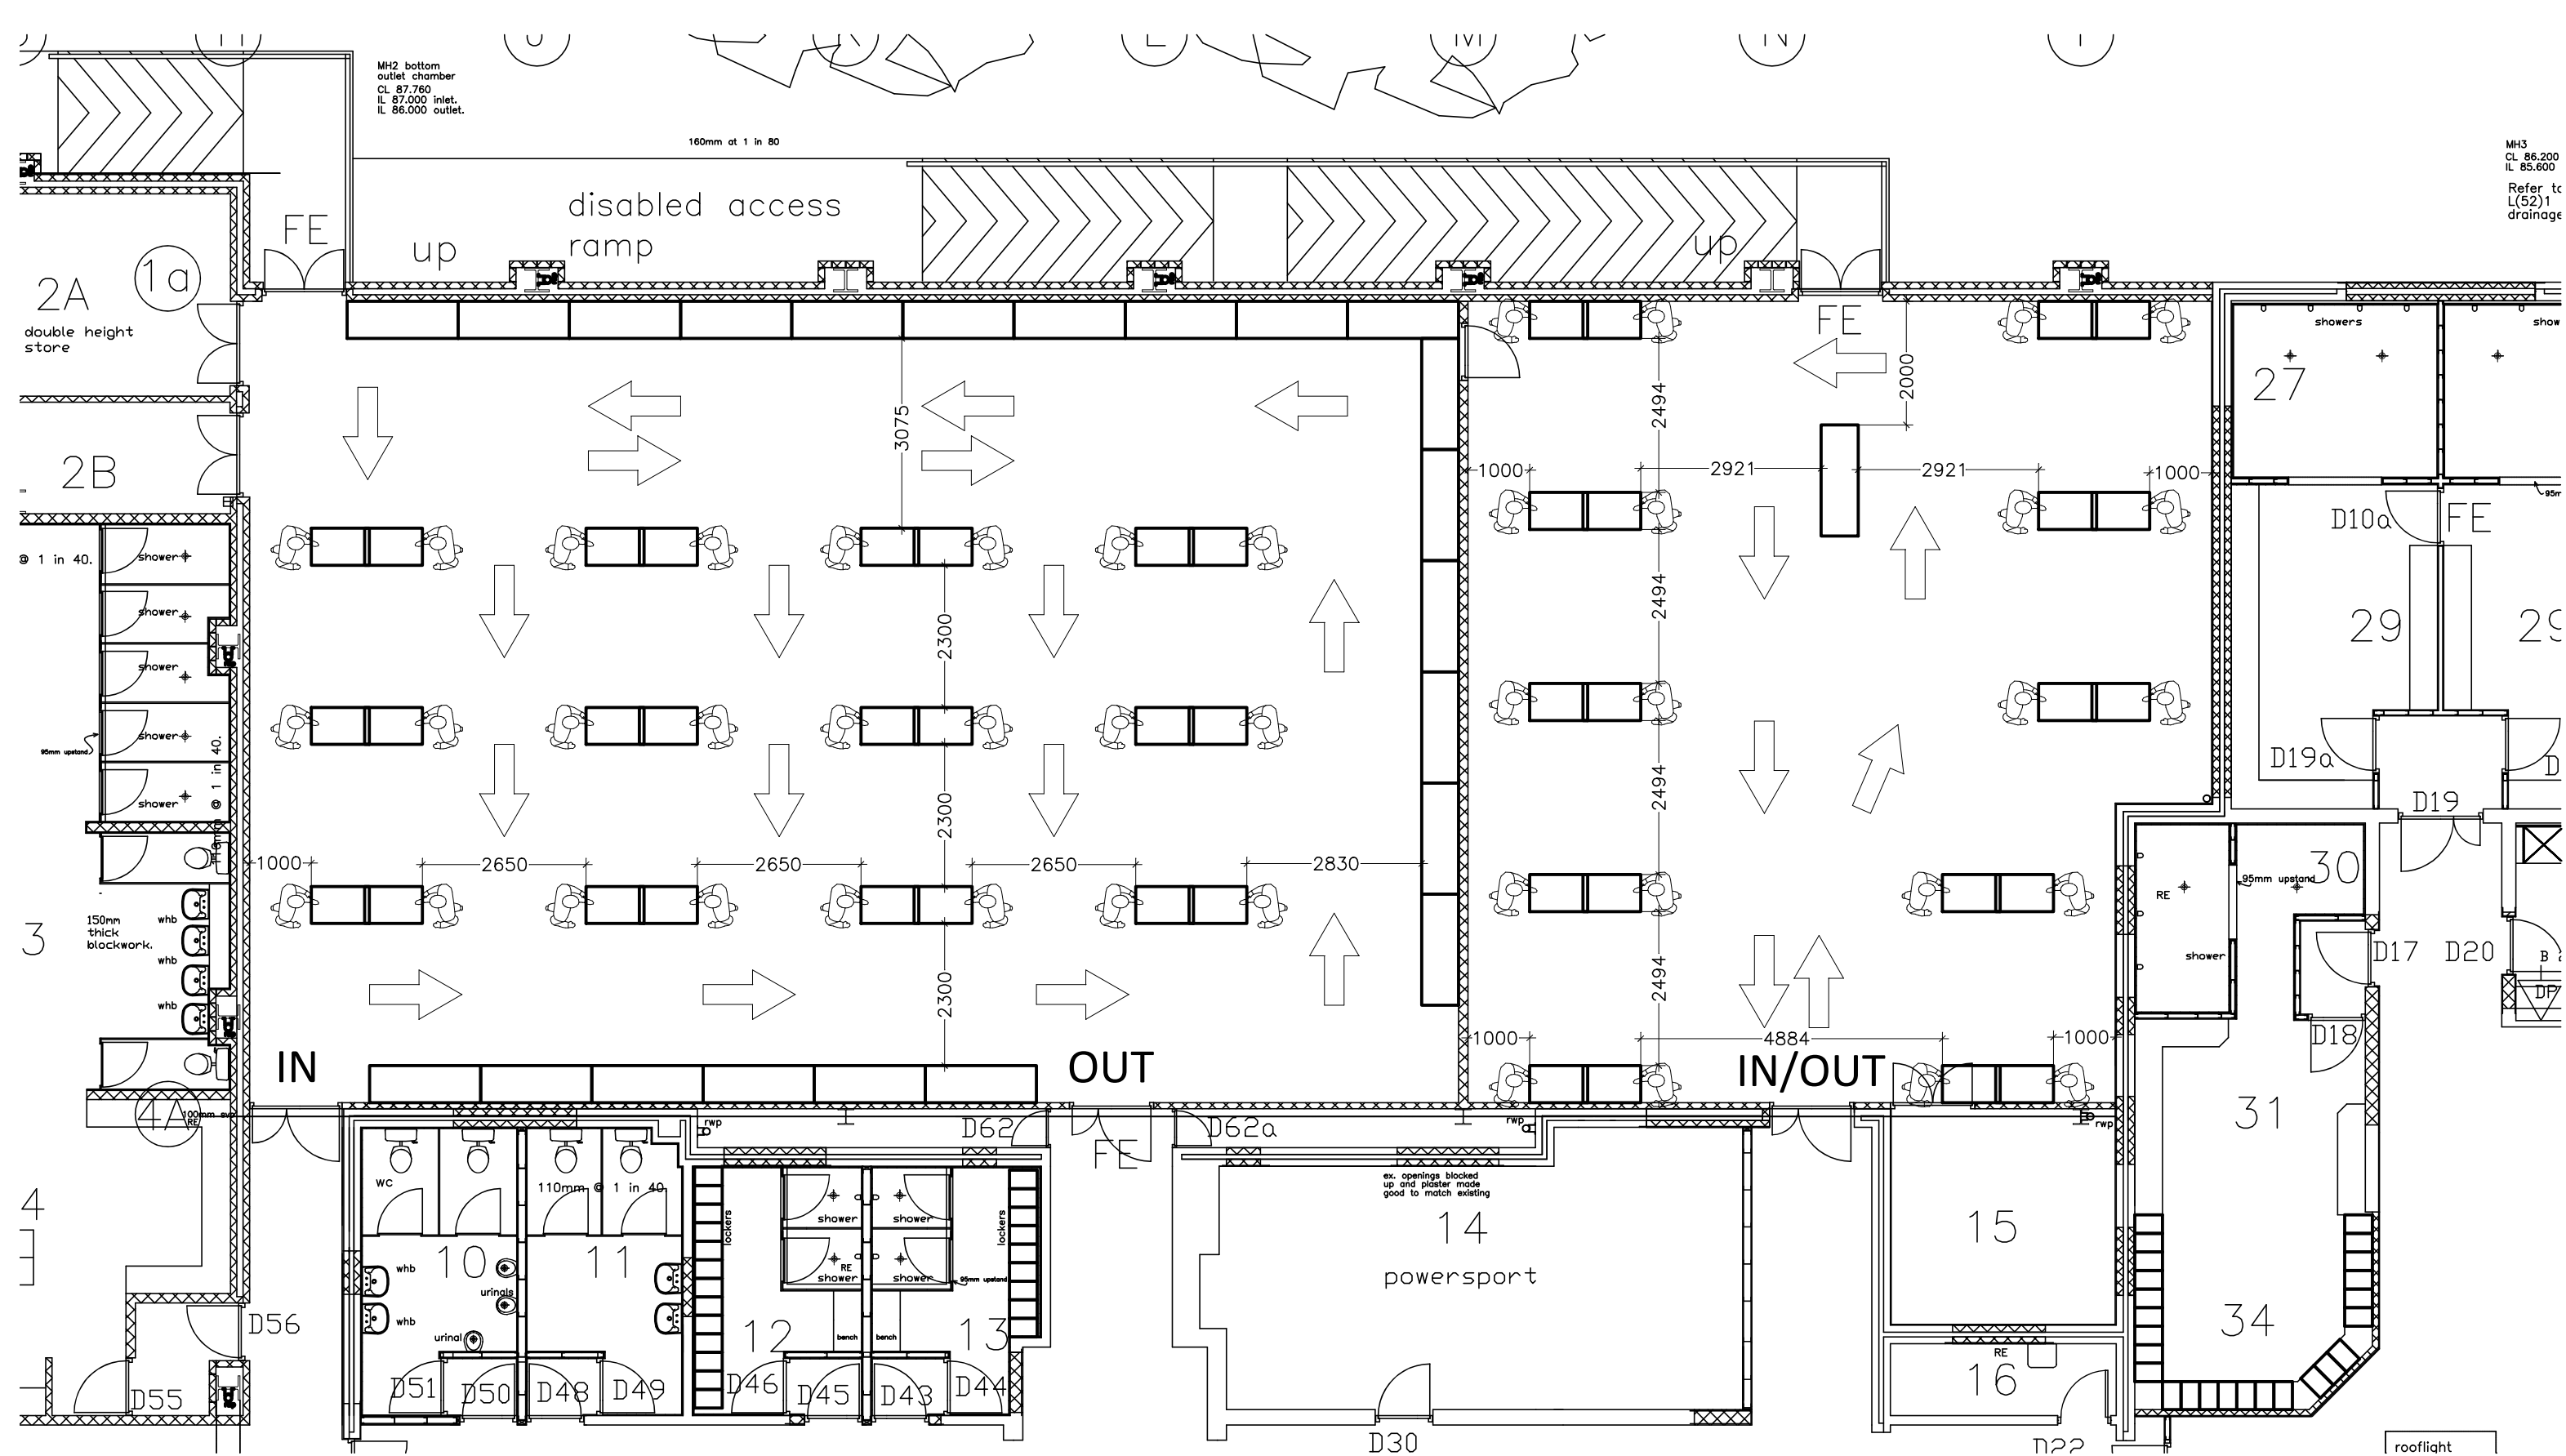 MH2 bottom
outlet chamber
CL 87.760
IL 87.000 inlet.
IL 86.000 outlet.
160mm at 1 in 80
MH3
CL 86.200
IL 85.600
L(52)1
drainage
disabled access
ramp
up
up
FE
1a
2A
double height
store
2B
FE
2000
showers
27
3075
2494
1000
2921
2921
1000
@ 1 in 40.
shower
shower
shower
shower
shower
95mm upstand
D10a
FE
29
2300
2494
D19a
D19
2300
2494
1000
2650
2650
2650
2830
2300
2494
3
150mm
thick
blockwork.
whb
whb
whb
RE
95mm upstand
30
shower
D17
D20
D18
1000
4884
1000
IN
OUT
IN/OUT
4A
RE
rwp
D62
FE
D62a
rwp
rwp
31
4
WC
110mm @ 1 in 40.
ex. openings blocked
up and plaster made
good to match existing
14
powersport
15
10
11
whb
whb
urinals
urinal
lockers
shower
shower
RE
shower
shower
95mm upstand
lockers
12
13
bench
bench
34
RE
16
D56
D55
D51
D50
D48
D49
D46
D45
D43
D44
D30
D22
rooflight